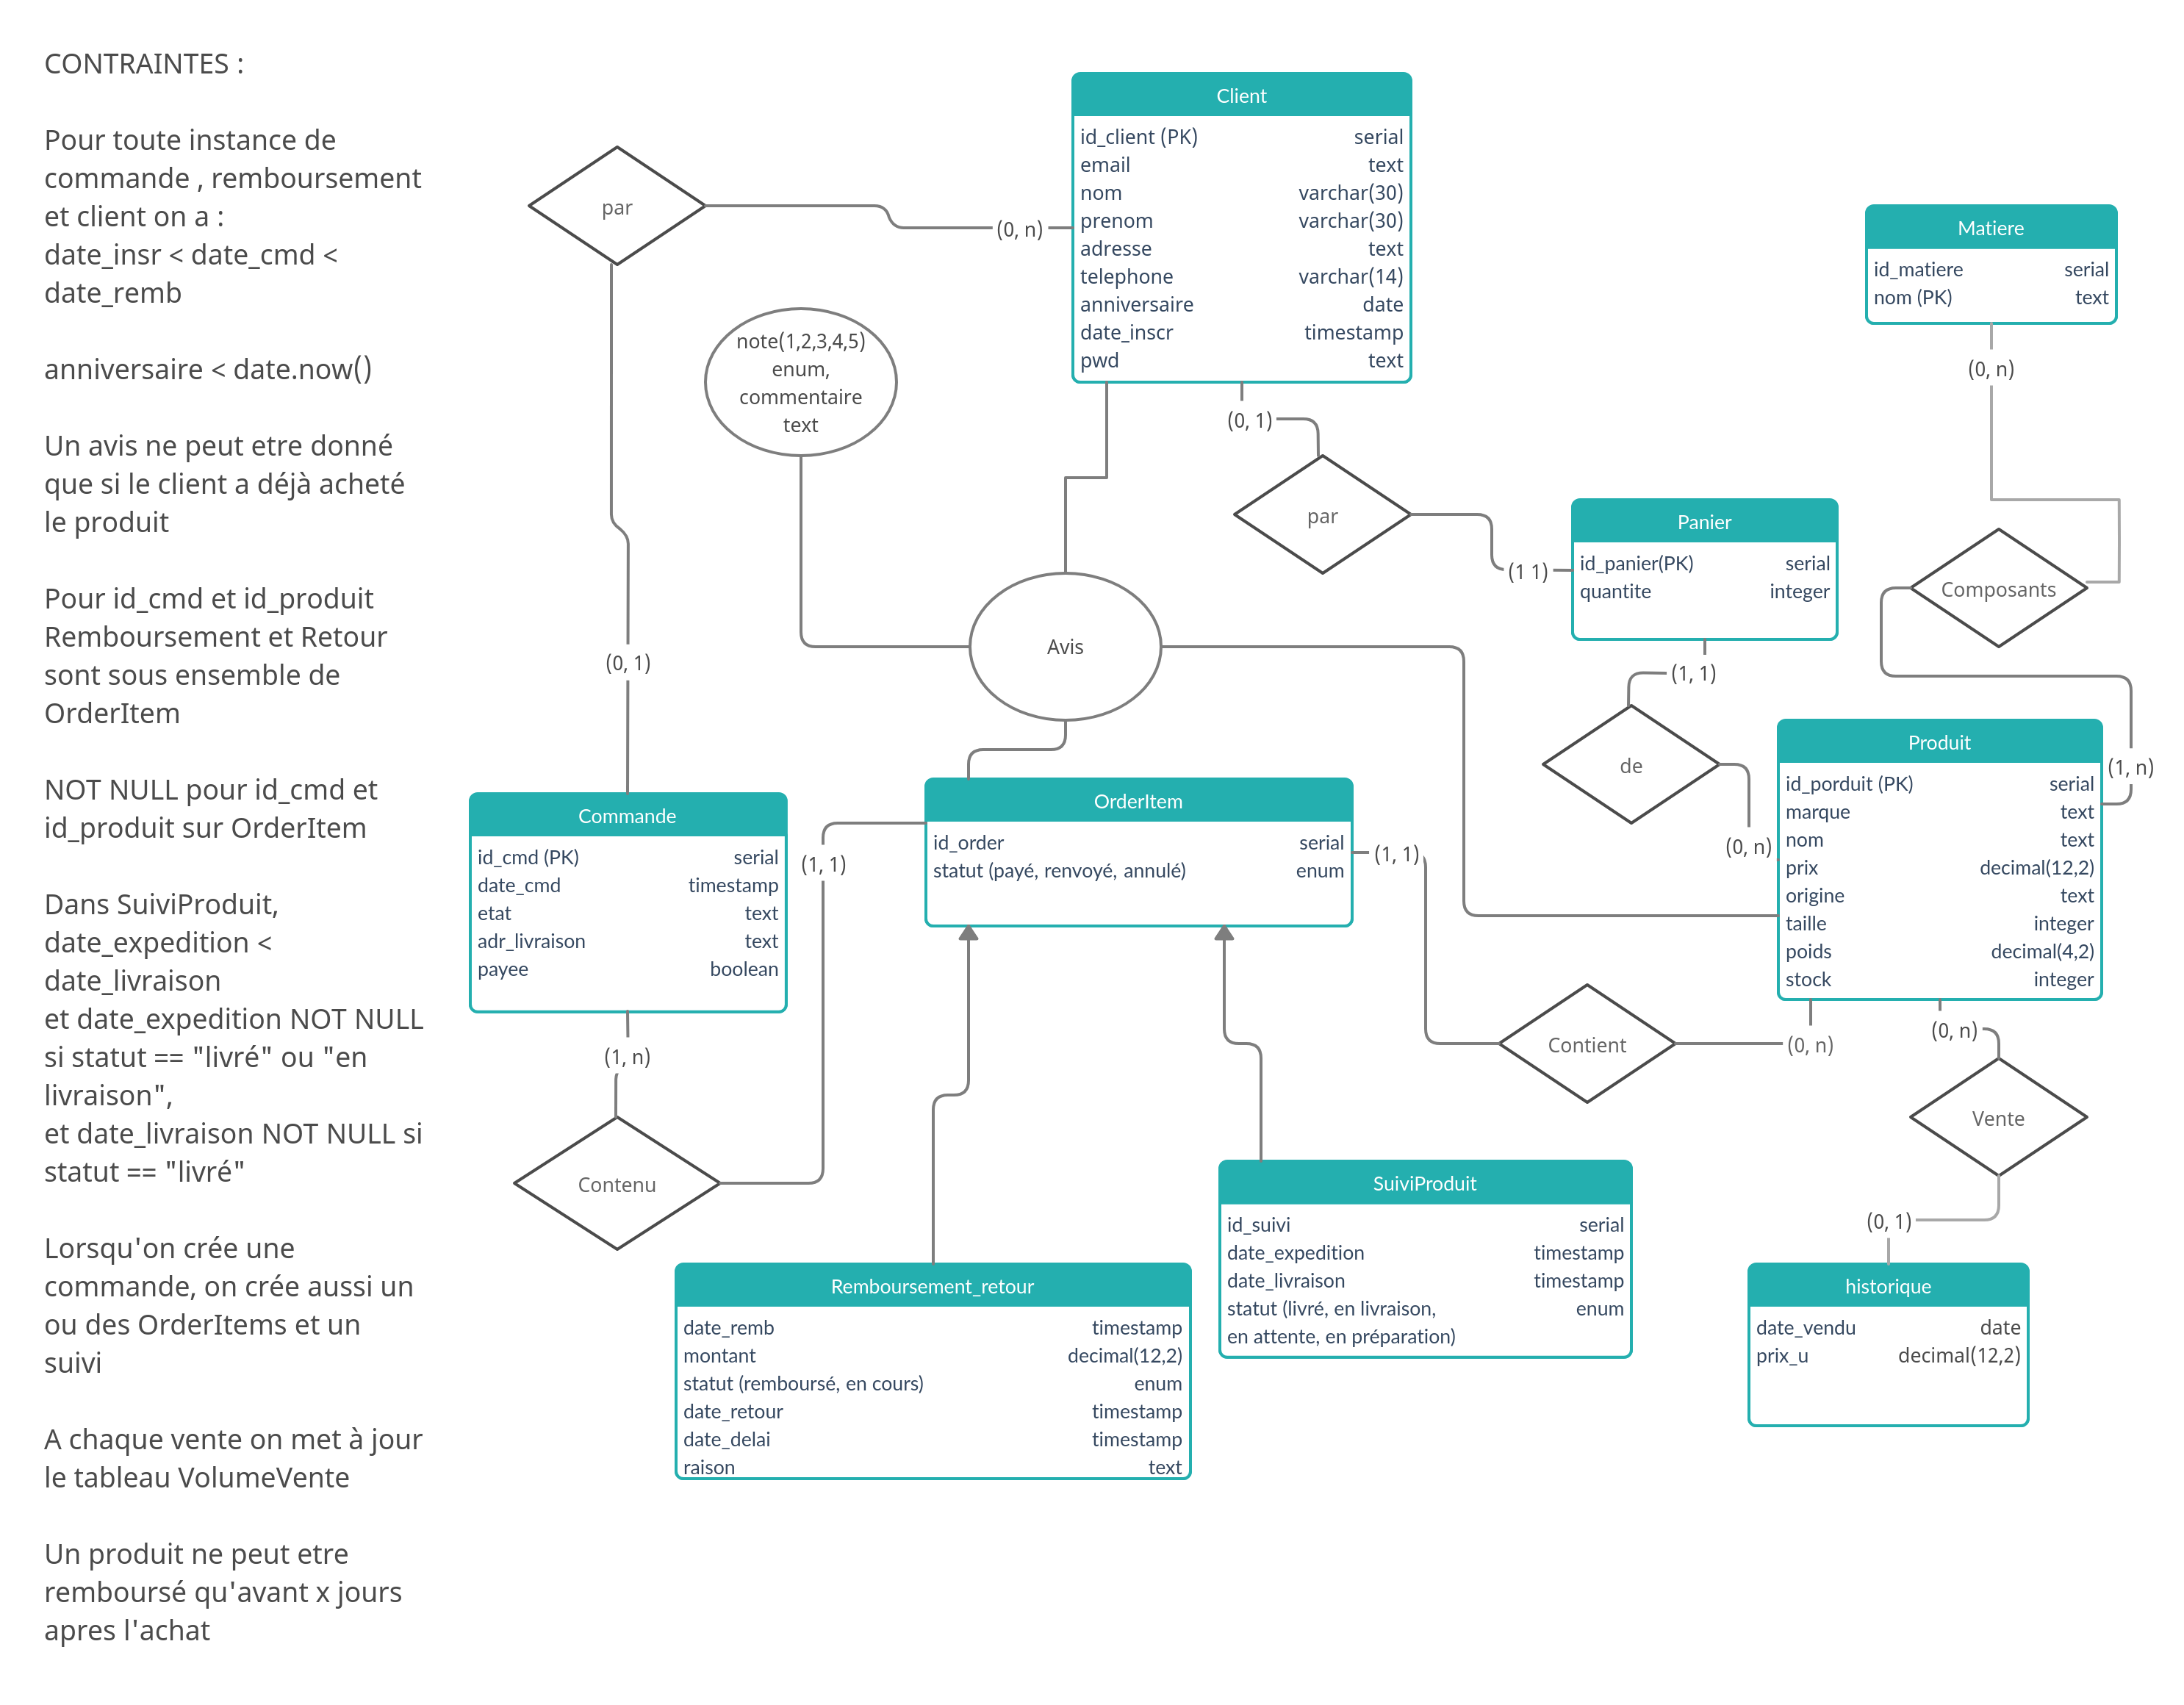 CONTRAINTES :
Pour toute instance de
commande , remboursement
et client on a :
date_insr < date_cmd <
date_remb
anniversaire < date.now()
Un avis ne peut etre donné
que si le client a déjà acheté
le produit
Pour id_cmd et id_produit
Remboursement et Retour
sont sous ensemble de
OrderItem
NOT NULL pour id_cmd et
id_produit sur OrderItem
Dans SuiviProduit,
date_expedition <
date_livraison
et date_expedition NOT NULL
si statut == "livré" ou "en
livraison",
et date_livraison NOT NULL si
statut == "livré"
Lorsqu'on crée une
commande, on crée aussi un
ou des OrderItems et un
suivi
A chaque vente on met à jour
le tableau VolumeVente
Un produit ne peut etre
remboursé qu'avant x jours
apres l'achat
Client
id_client (PK) serial
email text
nom varchar(30)
prenom varchar(30)
adresse text
telephone varchar(14)
anniversaire date
date_inscr timestamp
pwd text
par
(0, n)
(0, 1)
note(1,2,3,4,5)
enum,
commentaire
text
Avis
(0, 1)
par
(1 1)
Panier
id_panier(PK) serial
quantite integer
(1, 1)
de
(0, n)
Matiere
id_matiere serial
nom (PK) text
(0, n)
Composants
(1, n)
Produit
id_porduit (PK) serial
marque text
nom text
prix decimal(12,2)
origine text
taille integer
poids decimal(4,2)
stock integer
Commande
id_cmd (PK) serial
date_cmd timestamp
etat text
adr_livraison text
payee boolean
(1, n)
Contenu
(1, 1)
OrderItem
id_order serial
statut (payé, renvoyé, annulé) enum
(1, 1)
Contient
(0, n)
(0, n)
Vente
(0, 1)
historique
date_vendu date
prix_u decimal(12,2)
SuiviProduit
id_suivi serial
date_expedition timestamp
date_livraison timestamp
statut (livré, en livraison, enum
en attente, en préparation)
Remboursement_retour
date_remb timestamp
montant decimal(12,2)
statut (remboursé, en cours) enum
date_retour timestamp
date_delai timestamp
raison text